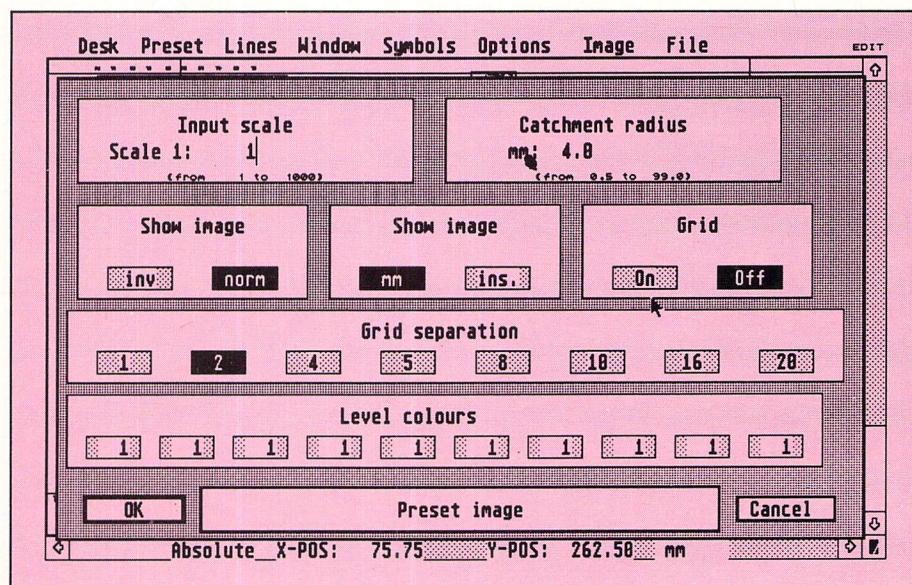 Desk Preset Lines Window Symbols Options Image File EDIT
Input scale
Scale 1: 1
(from 1 to 1000)
Catchment radius
mm: 4.0
(from 0.5 to 99.0)
Show image
inv norm
Show image
mm ins.
Grid
On Off
Grid separation
1 2 4 5 8 10 16 20
Level colours
1 1 1 1 1 1 1 1 1 1
OK Preset image Cancel
Absolute X-POS: 75.75 Y-POS: 262.50 mm